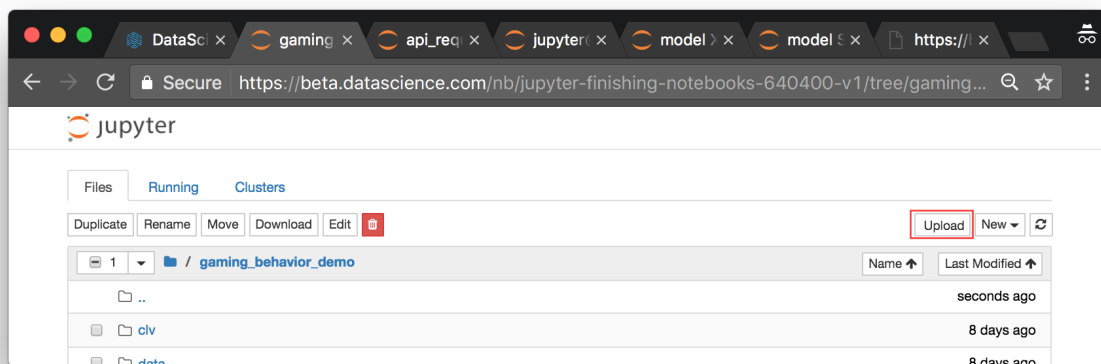 DataSci gaming api_req jupyter( model model S https://l
Secure https://beta.datascience.com/nb/jupyter-finishing-notebooks-640400-v1/tree/gaming...
jupyter
Files Running Clusters
Duplicate Rename Move Download Edit Upload New
1 / gaming_behavior_demo Name Last Modified
.. seconds ago
clv 8 days ago
data 8 days ago